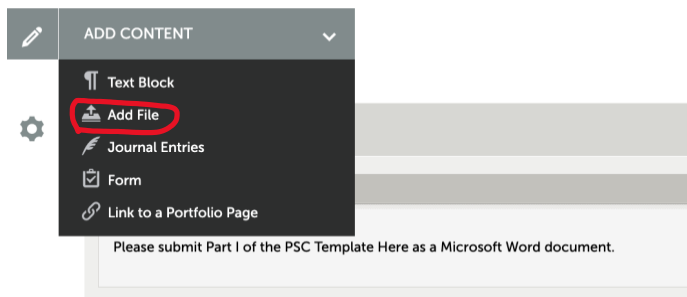 ADD CONTENT
Text Block
Add File
Journal Entries
Form
Link to a Portfolio Page
Please submit Part I of the PSC Template Here as a Microsoft Word document.